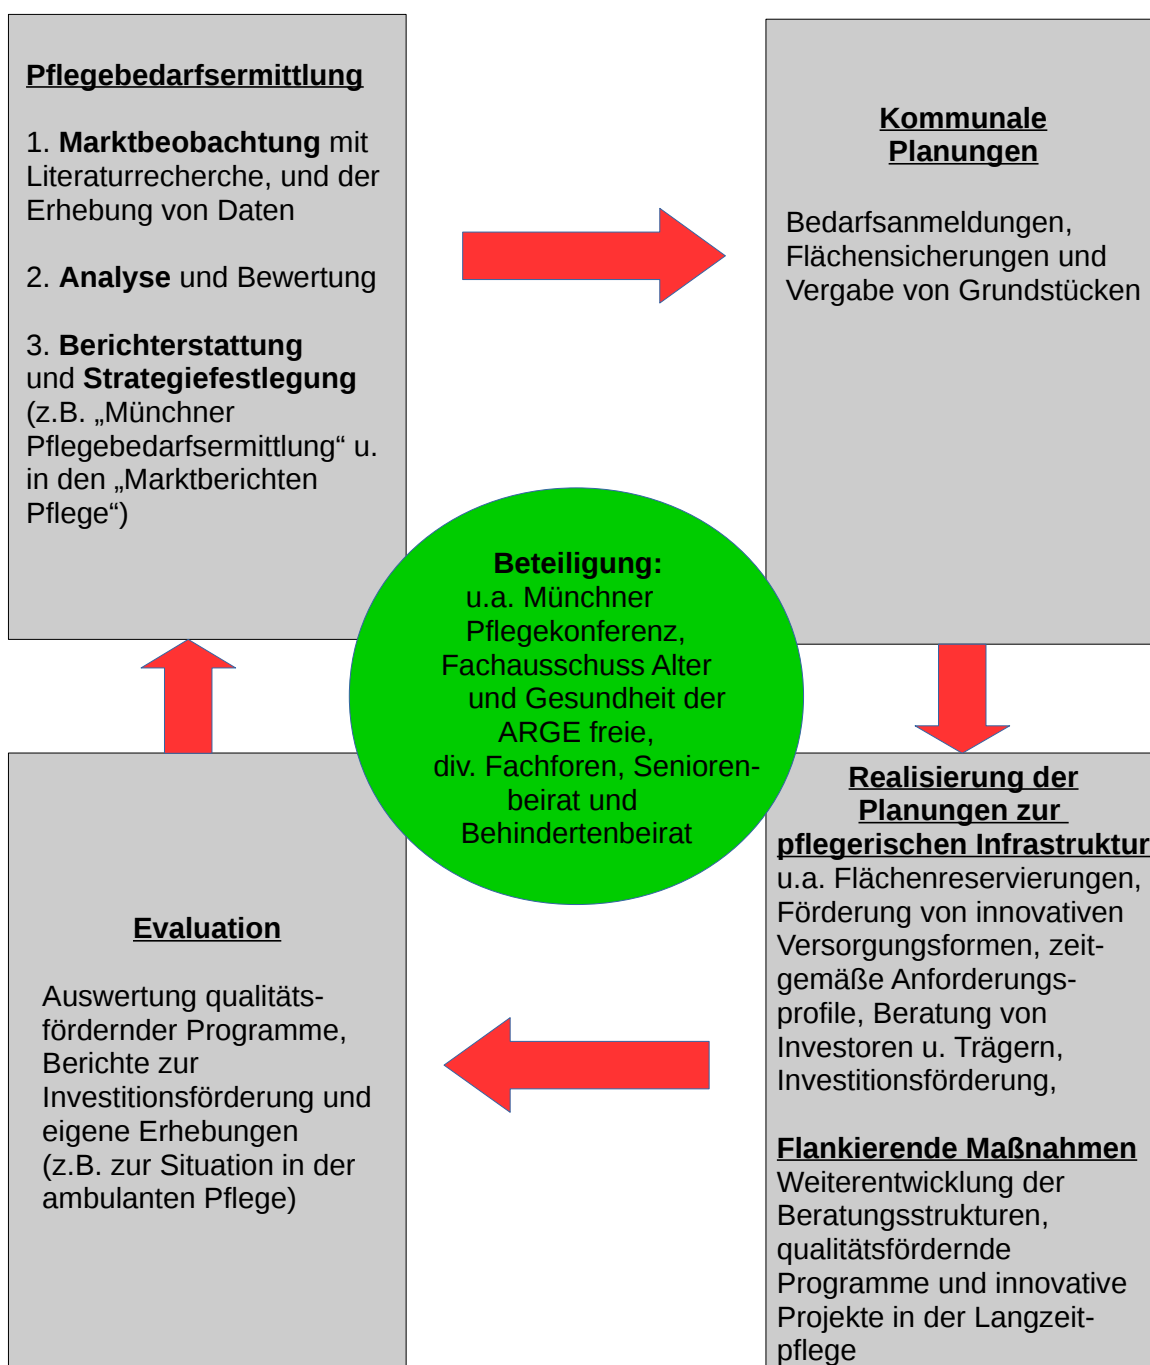 Pflegebedarfsermittlung
1. Marktbeobachtung mit
Literaturrecherche, und der
Erhebung von Daten
2. Analyse und Bewertung
3. Berichterstattung
und Strategiefestlegung
(z.B. „Münchner
Pflegebedarfsermittlung“ u.
in den „Marktberichten
Pflege“)
Kommunale
Planungen
Bedarfsanmeldungen,
Flächensicherungen und
Vergabe von Grundstücken
Beteiligung:
u.a. Münchner
Pflegekonferenz,
Fachausschuss Alter
und Gesundheit der
ARGE freie,
div. Fachforen, Senioren-
beirat und
Behindertenbeirat
Realisierung der
Planungen zur
pflegerischen Infrastruktur
u.a. Flächenreservierungen,
Förderung von innovativen
Versorgungsformen, zeit-
gemäße Anforderungs-
profile, Beratung von
Investoren u. Trägern,
Investitionsförderung,
Flankierende Maßnahmen
Weiterentwicklung der
Beratungsstrukturen,
qualitätsfördernde
Programme und innovative
Projekte in der Langzeit-
pflege
Evaluation
Auswertung qualitäts-
fördernder Programme,
Berichte zur
Investitionsförderung und
eigene Erhebungen
(z.B. zur Situation in der
ambulanten Pflege)